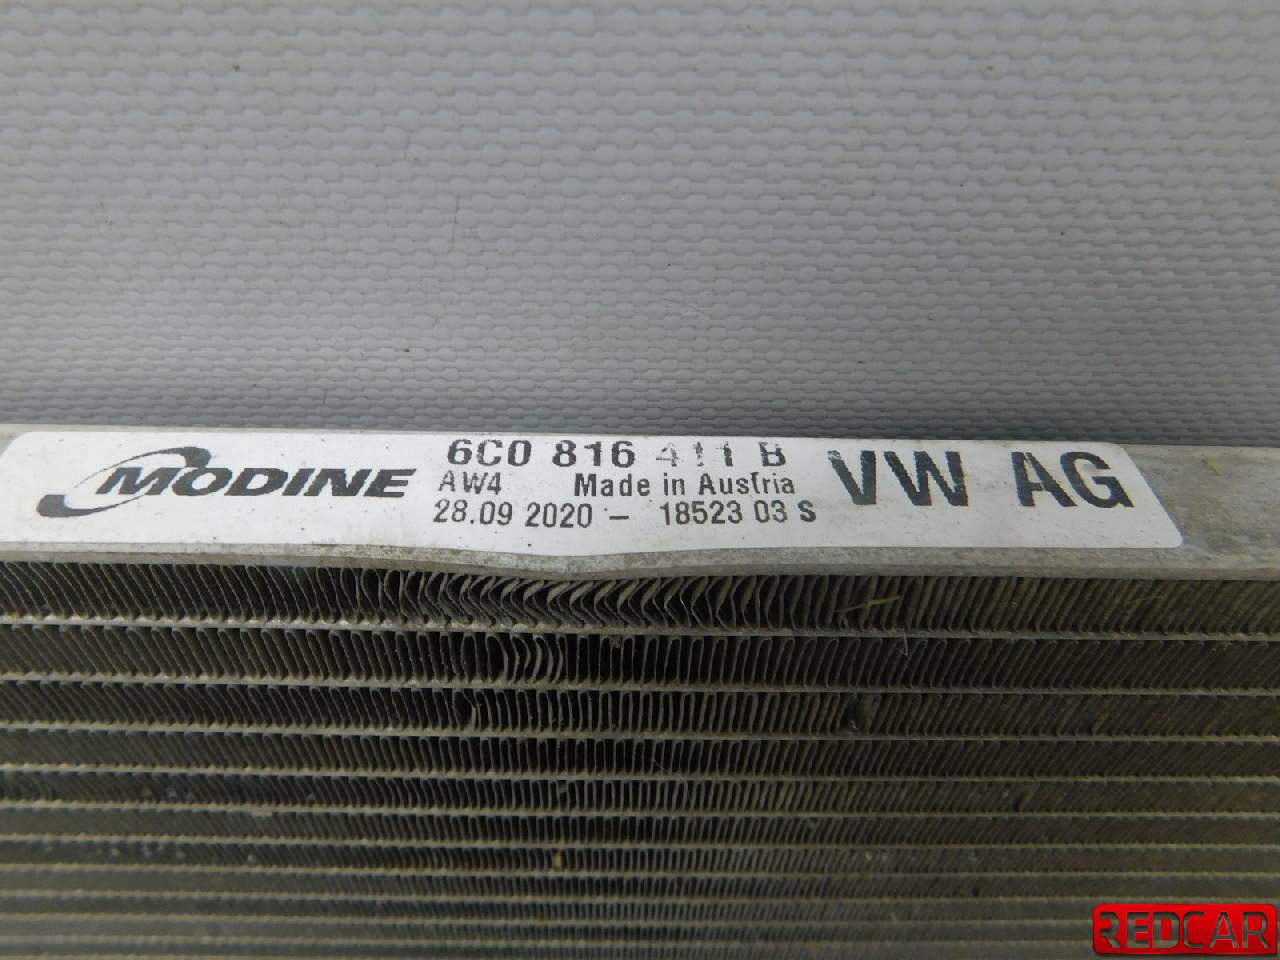 MODINE
6C0 816 411 B
AW4 Made in Austria
28.09 2020 - 18523 03 S
VW AG
REDCAR